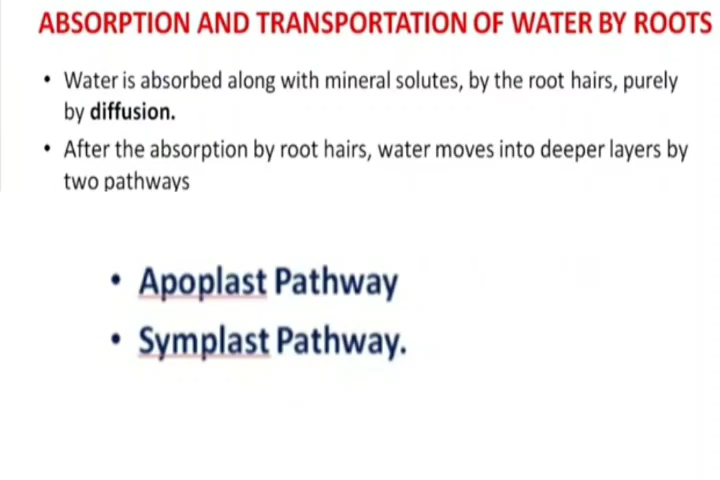 ABSORPTION AND TRANSPORTATION OF WATER BY ROOTS
• Water is absorbed along with mineral solutes, by the root hairs, purely
by diffusion.
• After the absorption by root hairs, water moves into deeper layers by
two pathways
• Apoplast Pathway
• Symplast Pathway.